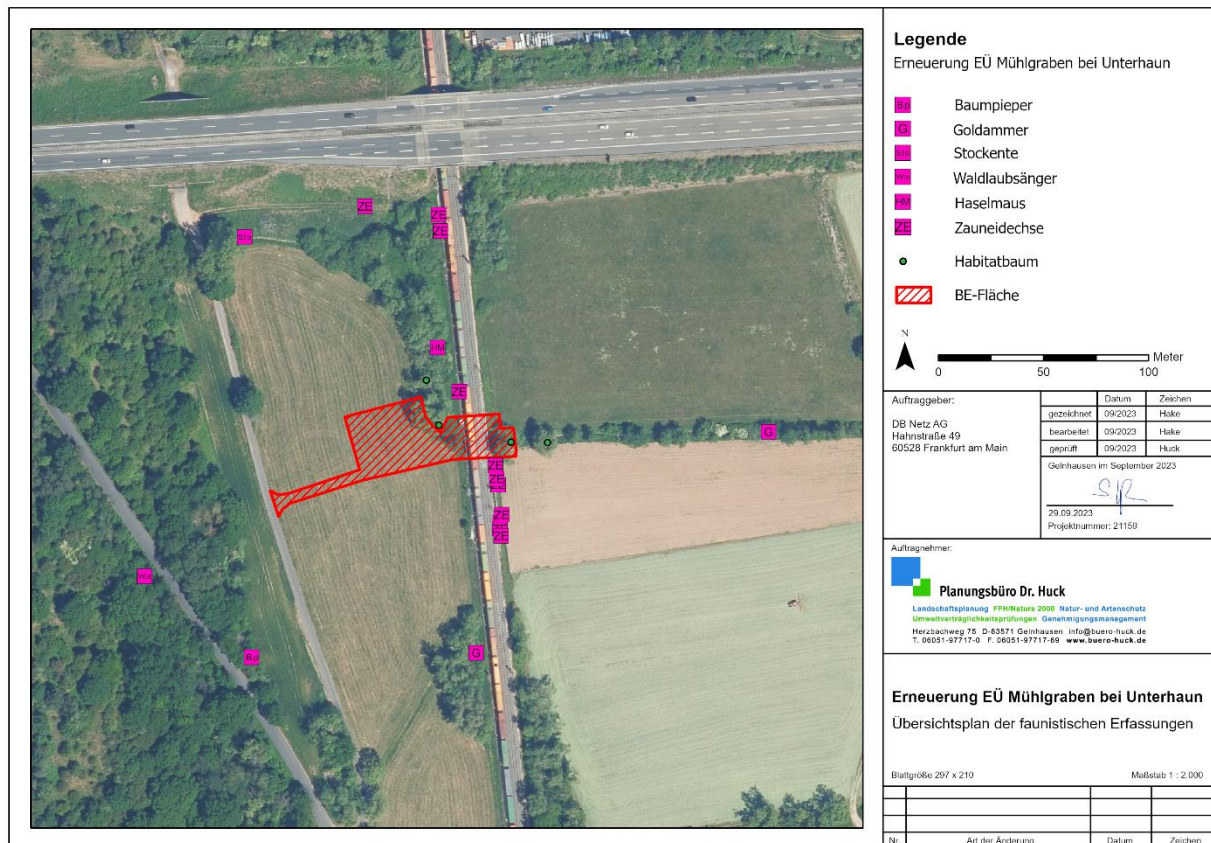 ZE
ZE
Sto
ZE
HM
ZE
G
ZE
ZE
ZE
ZE
ZE
ZE
Wls
Bp
G
Legende
Erneuerung EÜ Mühlgraben bei Unterhaun
Bp Baumpieper
G Goldammer
Sto Stockente
Wls Waldlaubsänger
HM Haselmaus
ZE Zauneidechse
Habitatbaum
BE-Fläche
N
0 50 100 Meter
Auftraggeber:
DB Netz AG
Hahnstraße 49
60528 Frankfurt am Main
Datum Zeichen
gezeichnet 09/2023 Hake
bearbeitet 09/2023 Hake
geprüft 09/2023 Huck
Gelnhausen im September 2023
29.09.2023
Projektnummer: 21159
Auftragnehmer:
Planungsbüro Dr. Huck
Landschaftsplanung FFH/Natura 2000 Natur- und Artenschutz
Umweltverträglichkeitsprüfungen Genehmigungsmanagement
Herzbachweg 75 D-63571 Gelnhausen info@buero-huck.de
T. 06051-97717-0 F. 06051-97717-69 www.buero-huck.de
Erneuerung EÜ Mühlgraben bei Unterhaun
Übersichtsplan der faunistischen Erfassungen
Blattgröße 297 x 210 Maßstab 1 : 2.000
Nr. Art der Änderung Datum Zeichen